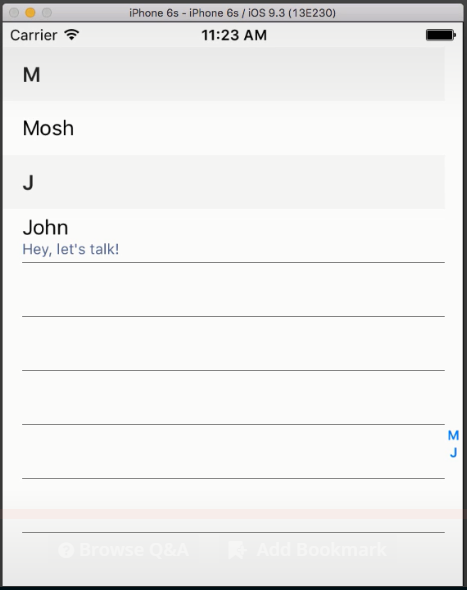 iPhone 6s - iPhone 6s / iOS 9.3 (13E230)
Carrier 11:23 AM
M
Mosh
J
John
Hey, let's talk!
M
J
Browse Q&A Add Bookmark